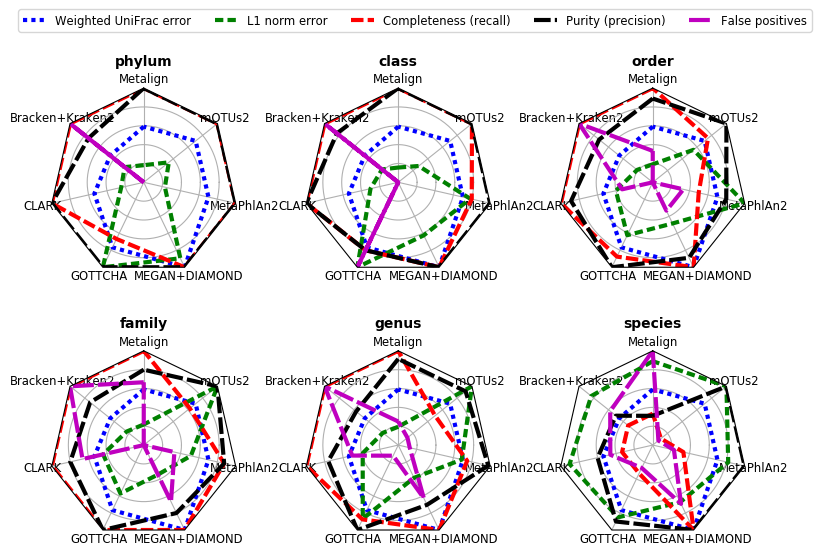 Weighted UniFrac error L1 norm error Completeness (recall) Purity (precision) False positives
phylum class order
Metalign Metalign Metalign
Bracken+Kraken2 mOTUs2 Bracken+Kraken2 mOTUs2 Bracken+Kraken2 mOTUs2
CLARK MetaPhlAn2 CLARK MetaPhlAn2 CLARK MetaPhlAn2
GOTTCHA MEGAN+DIAMOND GOTTCHA MEGAN+DIAMOND GOTTCHA MEGAN+DIAMOND
family genus species
Metalign Metalign Metalign
Bracken+Kraken2 mOTUs2 Bracken+Kraken2 mOTUs2 Bracken+Kraken2 mOTUs2
CLARK MetaPhlAn2 CLARK MetaPhlAn2 CLARK MetaPhlAn2
GOTTCHA MEGAN+DIAMOND GOTTCHA MEGAN+DIAMOND GOTTCHA MEGAN+DIAMOND